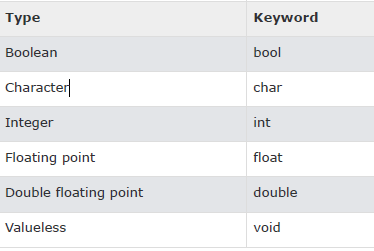 Type Keyword
Boolean bool
Character char
Integer int
Floating point float
Double floating point double
Valueless void